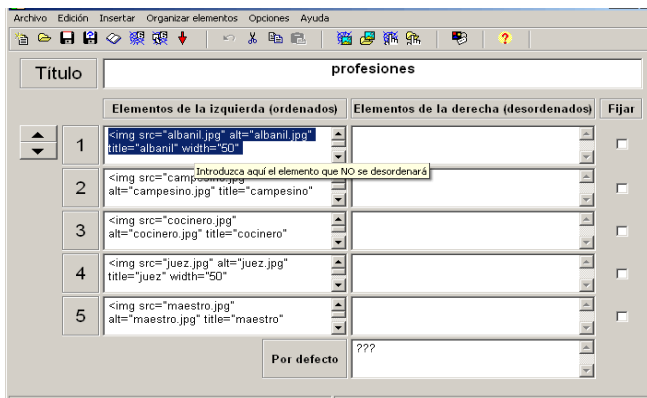 Archivo Edición Insertar Organizar elementos Opciones Ayuda
Título profesiones
Elementos de la izquierda (ordenados) Elementos de la derecha (desordenados) Fijar
1 <img src="albanil.jpg" alt="albanil.jpg"
title="albanil" width="50"
Introduzca aquí el elemento que NO se desordenará
2 <img src="campesino.jpg"
alt="campesino.jpg" title="campesino"
3 <img src="cocinero.jpg"
alt="cocinero.jpg" title="cocinero"
4 <img src="juez.jpg" alt="juez.jpg"
title="juez" width="50"
5 <img src="maestro.jpg"
alt="maestro.jpg" title="maestro"
Por defecto ???